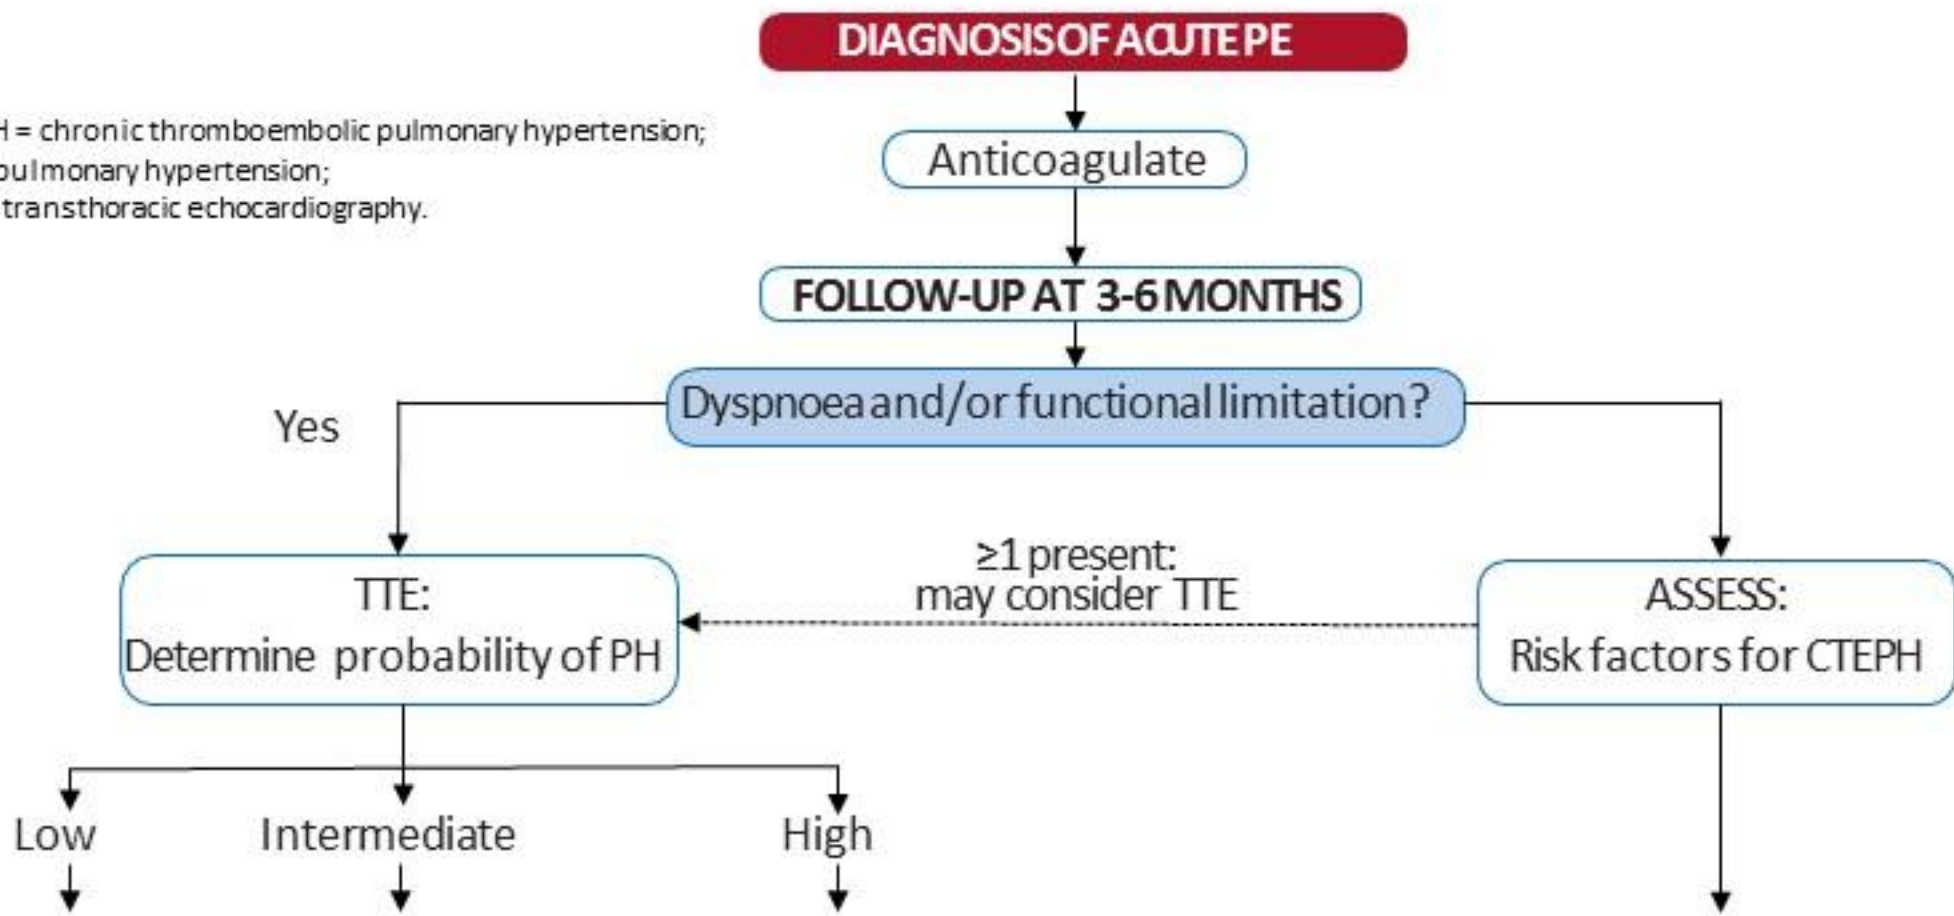 DIAGNOSIS OF ACUTE PE
H = chronic thromboembolic pulmonary hypertension;
pulmonary hypertension;
transthoracic echocardiography.
Anticoagulate
FOLLOW-UP AT 3-6 MONTHS
Dyspnoea and/or functional limitation?
Yes
≥1 present:
may consider TTE
TTE:
Determine probability of PH
ASSESS:
Risk factors for CTEPH
Low
Intermediate
High